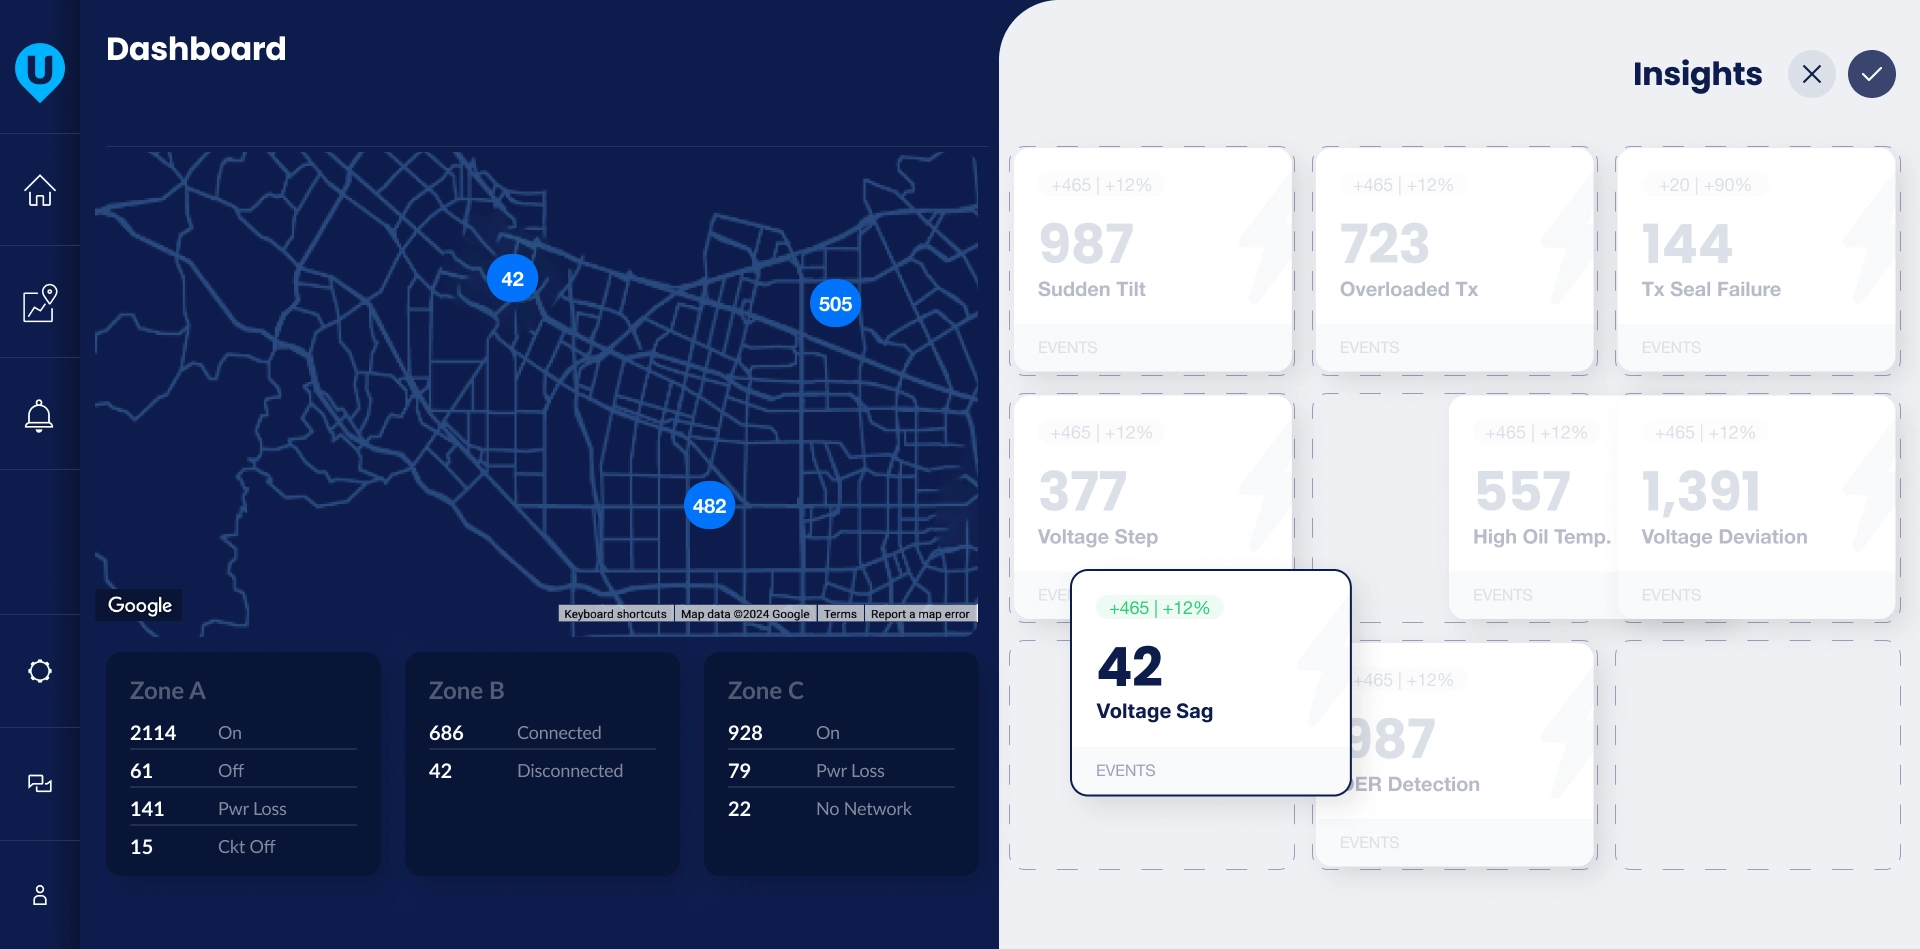 U
Dashboard
42
505
482
Google
Keyboard shortcuts
Map data ©2024 Google
Terms
Report a map error
Zone A
2114 On
61 Off
141 Pwr Loss
15 Ckt Off
Zone B
686 Connected
42 Disconnected
Zone C
928 On
79 Pwr Loss
22 No Network
Insights
+465 | +12%
987
Sudden Tilt
EVENTS
+465 | +12%
723
Overloaded Tx
EVENTS
+20 | +90%
144
Tx Seal Failure
EVENTS
+465 | +12%
377
Voltage Step
+465 | +12%
557
High Oil Temp.
EVENTS
+465 | +12%
1,391
Voltage Deviation
EVENTS
+465 | +12%
42
Voltage Sag
EVENTS
+465 | +12%
987
DER Detection
EVENTS